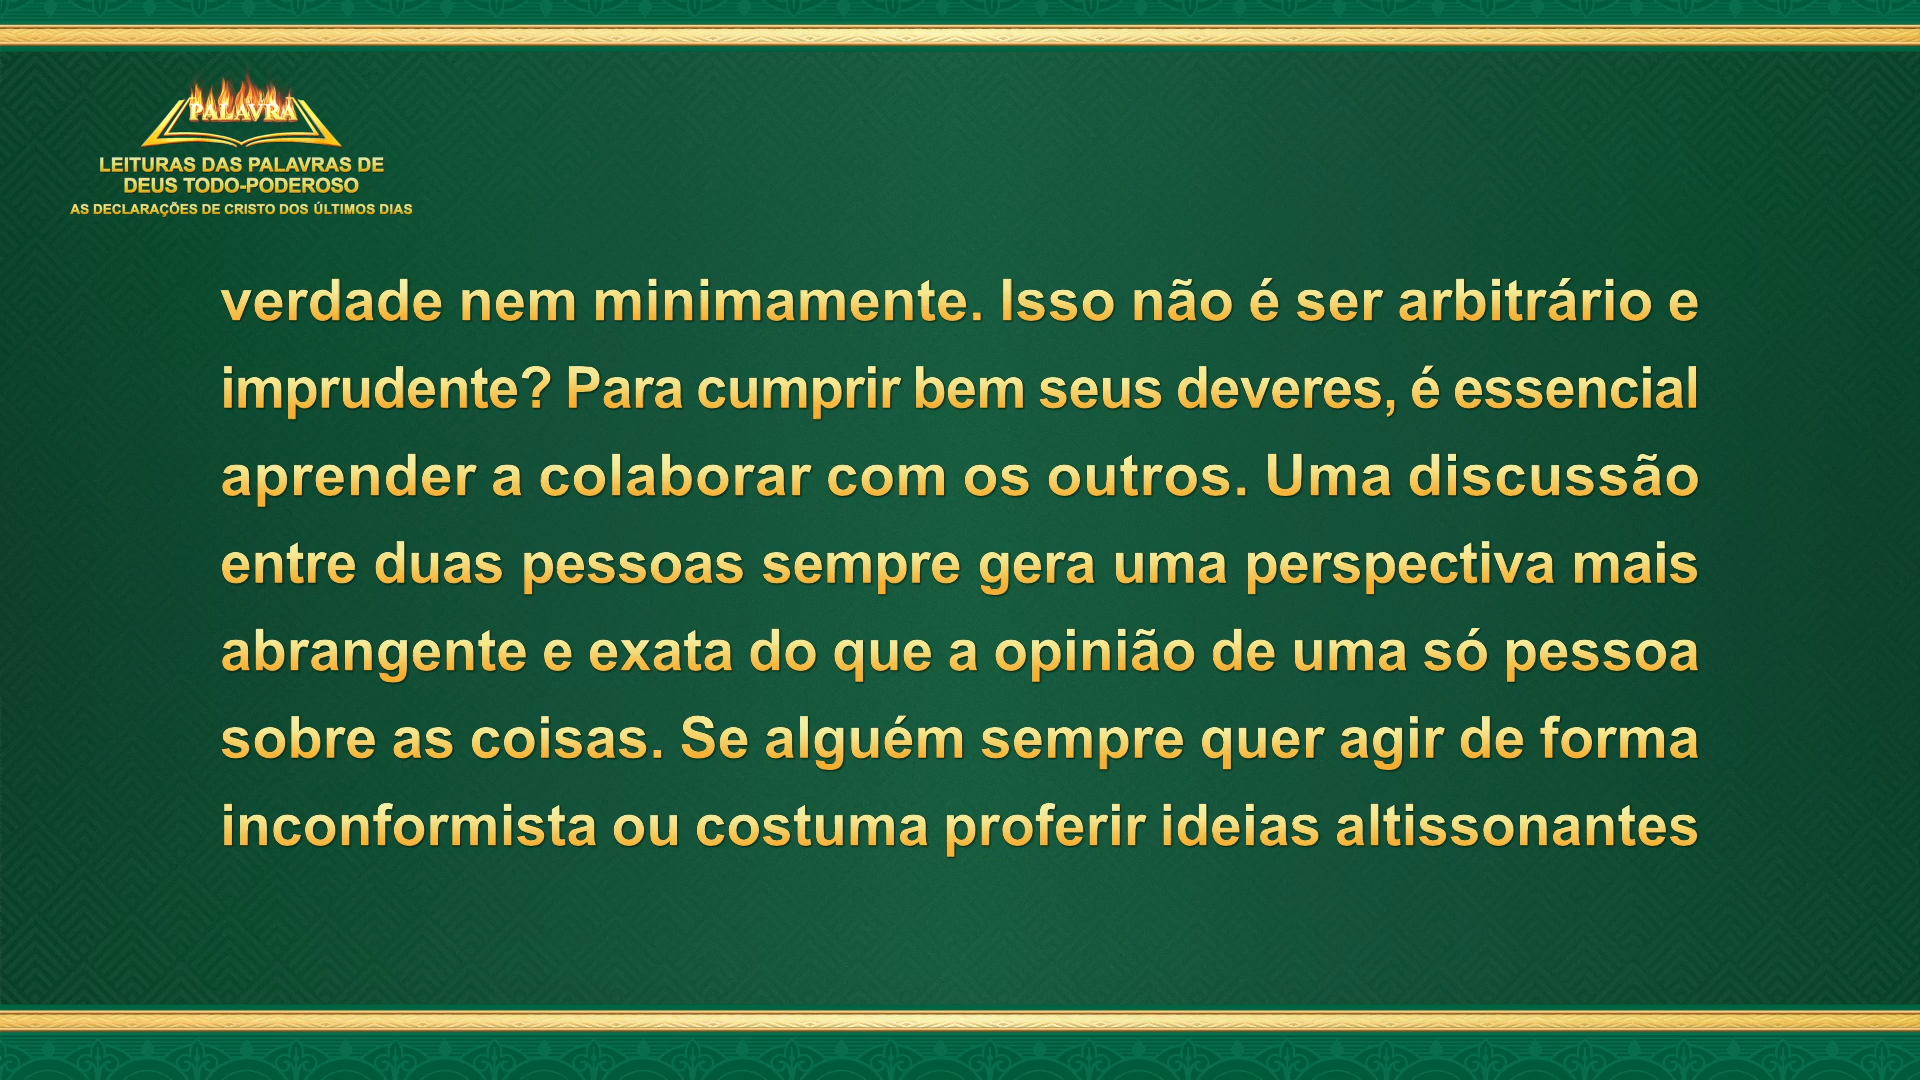 PALAVRA
LEITURAS DAS PALAVRAS DE
DEUS TODO-PODEROSO
AS DECLARAÇÕES DE CRISTO DOS ÚLTIMOS DIAS
verdade nem minimamente. Isso não é ser arbitrário e
imprudente? Para cumprir bem seus deveres, é essencial
aprender a colaborar com os outros. Uma discussão
entre duas pessoas sempre gera uma perspectiva mais
abrangente e exata do que a opinião de uma só pessoa
sobre as coisas. Se alguém sempre quer agir de forma
inconformista ou costuma proferir ideias altissonantes